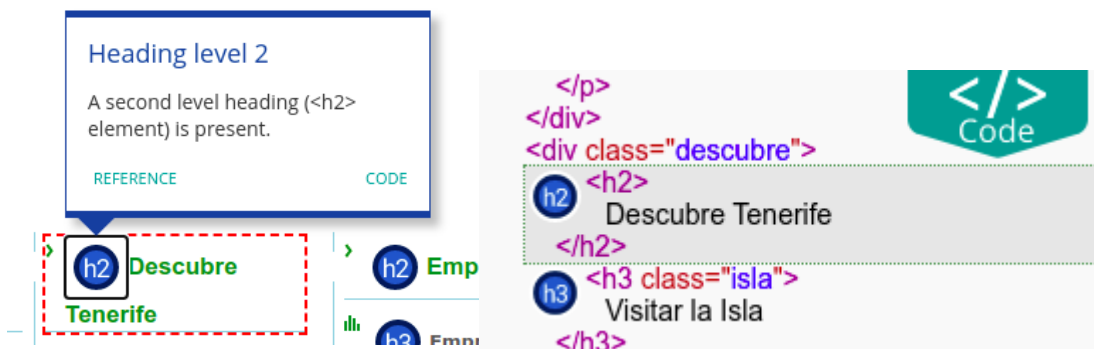 Heading level 2
A second level heading (<h2>
element) is present.
REFERENCE CODE
h2 Descubre
Tenerife
h2 Emp
h3
</p>
</div>
<div class="descubre">
h2 <h2>
Descubre Tenerife
</h2>
h3 <h3 class="isla">
Visitar la Isla
</h3>
</>
Code